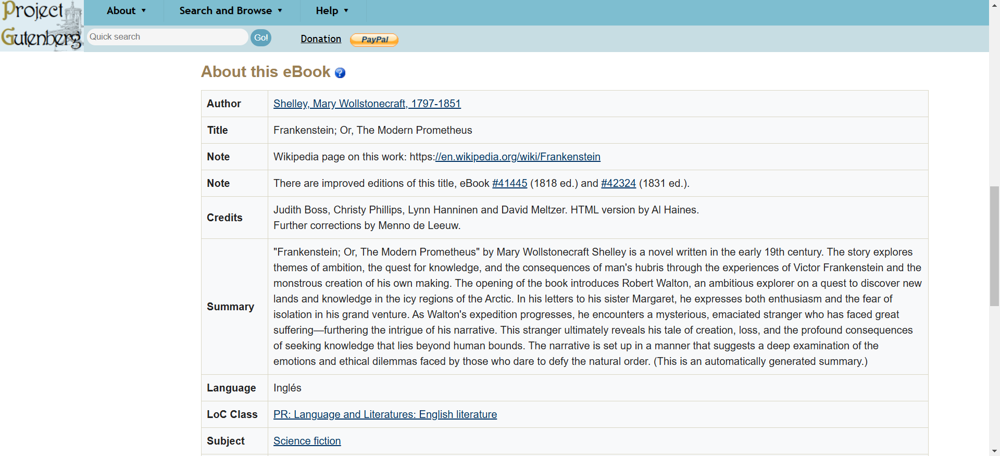 Project Gutenberg
About ▼ Search and Browse ▼ Help ▼
Quick search Go! Donation PayPal
About this eBook ?
Author Shelley, Mary Wollstonecraft, 1797-1851
Title Frankenstein; Or, The Modern Prometheus
Note Wikipedia page on this work: https://en.wikipedia.org/wiki/Frankenstein
Note There are improved editions of this title, eBook #41445 (1818 ed.) and #42324 (1831 ed.).
Credits Judith Boss, Christy Phillips, Lynn Hanninen and David Meltzer. HTML version by Al Haines.
Further corrections by Menno de Leeuw.
Summary "Frankenstein; Or, The Modern Prometheus" by Mary Wollstonecraft Shelley is a novel written in the early 19th century. The story explores
themes of ambition, the quest for knowledge, and the consequences of man's hubris through the experiences of Victor Frankenstein and the
monstrous creation of his own making. The opening of the book introduces Robert Walton, an ambitious explorer on a quest to discover new
lands and knowledge in the icy regions of the Arctic. In his letters to his sister Margaret, he expresses both enthusiasm and the fear of
isolation in his grand venture. As Walton's expedition progresses, he encounters a mysterious, emaciated stranger who has faced great
suffering—furthering the intrigue of his narrative. This stranger ultimately reveals his tale of creation, loss, and the profound consequences
of seeking knowledge that lies beyond human bounds. The narrative is set up in a manner that suggests a deep examination of the
emotions and ethical dilemmas faced by those who dare to defy the natural order. (This is an automatically generated summary.)
Language Inglés
LoC Class PR: Language and Literatures: English literature
Subject Science fiction